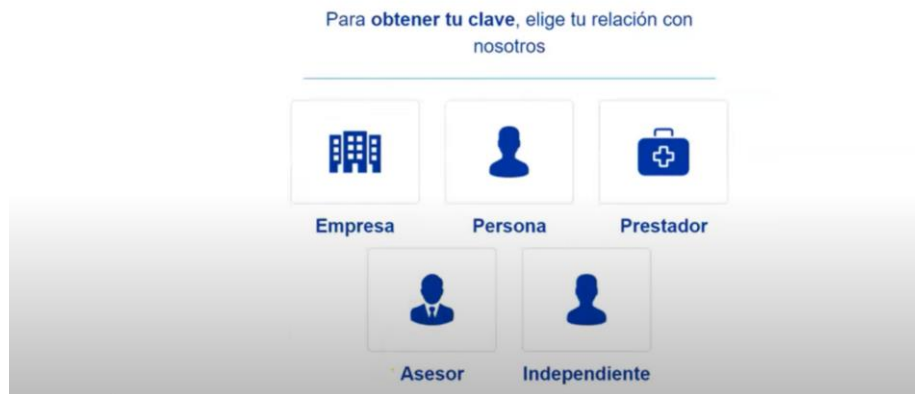 Para obtener tu clave, elige tu relación con
nosotros
Empresa
Persona
Prestador
Asesor
Independiente